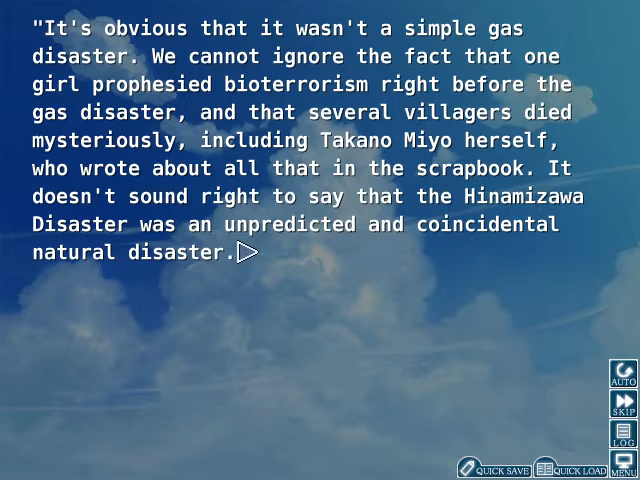 "It's obvious that it wasn't a simple gas
disaster. We cannot ignore the fact that one
girl prophesied bioterrorism right before the
gas disaster, and that several villagers died
mysteriously, including Takano Miyo herself,
who wrote about all that in the scrapbook. It
doesn't sound right to say that the Hinamizawa
Disaster was an unpredicted and coincidental
natural disaster.
AUTO
SKIP
LOG
QUICK SAVE QUICK LOAD MENU